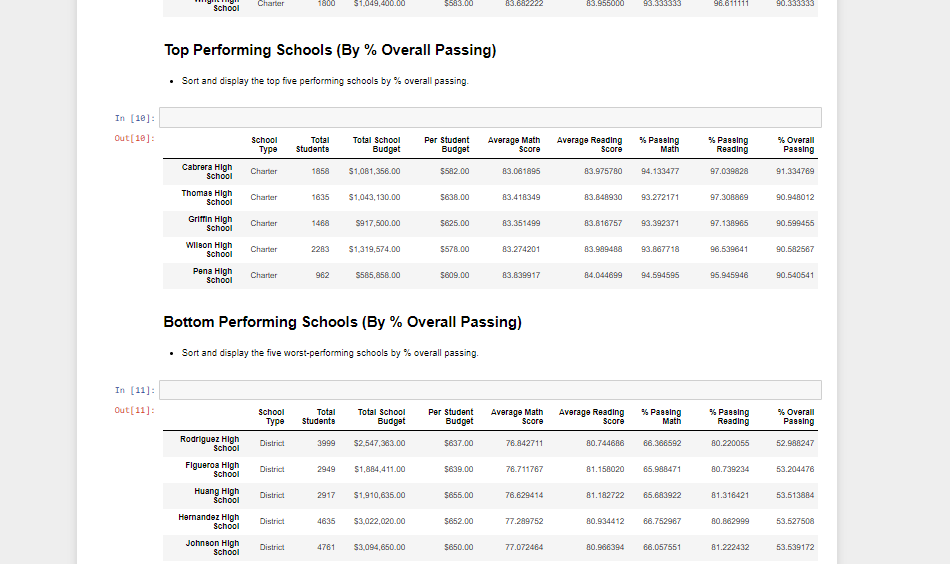 School Charter 1800 $1,049,400.00 $583.00 83.682222 83.955000 93.333333 96.611111 90.333333
Top Performing Schools (By % Overall Passing)
• Sort and display the top five performing schools by % overall passing.
In [10]:
Out[10]:
School Type Total Students Total School Budget Per Student Budget Average Math Score Average Reading Score % Passing Math % Passing Reading % Overall Passing
Cabrera High School Charter 1858 $1,081,356.00 $582.00 83.061895 83.975780 94.133477 97.039828 91.334769
Thomas High School Charter 1635 $1,043,130.00 $638.00 83.418349 83.848930 93.272171 97.308869 90.948012
Griffin High School Charter 1468 $917,500.00 $625.00 83.351499 83.816757 93.392371 97.138965 90.599455
Wilson High School Charter 2283 $1,319,574.00 $578.00 83.274201 83.989488 93.867718 96.539641 90.582567
Pena High School Charter 962 $585,858.00 $609.00 83.839917 84.044699 94.594595 95.945946 90.540541
Bottom Performing Schools (By % Overall Passing)
• Sort and display the five worst-performing schools by % overall passing.
In [11]:
Out[11]:
School Type Total Students Total School Budget Per Student Budget Average Math Score Average Reading Score % Passing Math % Passing Reading % Overall Passing
Rodriguez High School District 3999 $2,547,363.00 $637.00 76.842711 80.744686 66.366592 80.220055 52.988247
Figueroa High School District 2949 $1,884,411.00 $639.00 76.711767 81.158020 65.988471 80.739234 53.204476
Huang High School District 2917 $1,910,635.00 $655.00 76.629414 81.182722 65.683922 81.316421 53.513884
Hernandez High School District 4635 $3,022,020.00 $652.00 77.289752 80.934412 66.752967 80.862999 53.527508
Johnson High School District 4761 $3,094,650.00 $650.00 77.072464 80.966394 66.057551 81.222432 53.539172